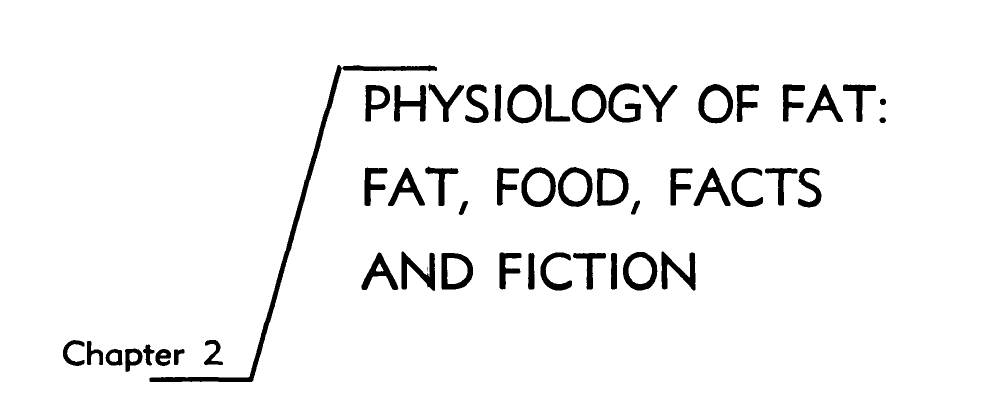 PHYSIOLOGY OF FAT:
FAT, FOOD, FACTS
AND FICTION
Chapter 2